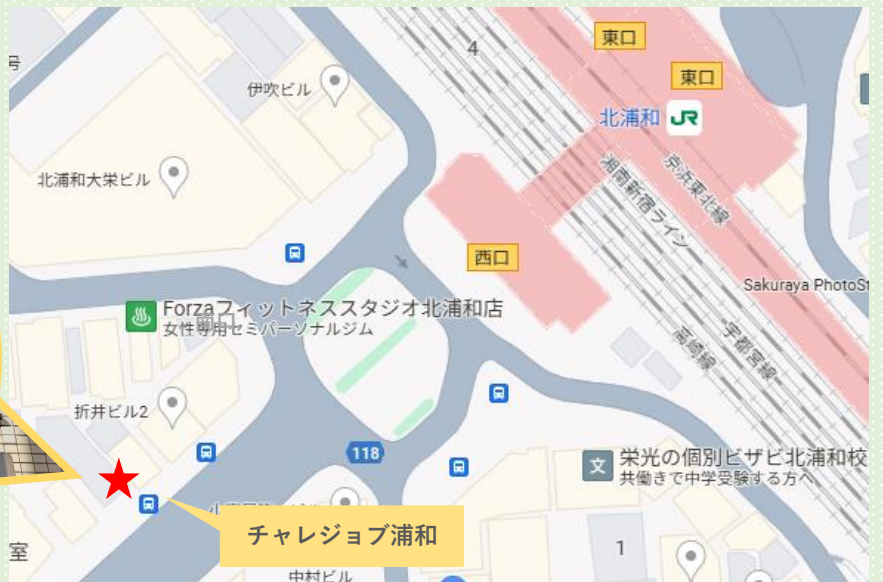 4
東口
号
東口
伊吹ビル
北浦和 JR
北浦和大栄ビル
湘南新宿ライン
京浜東北線
西口
Sakuraya PhotoSt
Forzaフィットネススタジオ北浦和店
女性専用セミパーソナルジム
宇都宮線
高崎線
折井ビル2
118
栄光の個別ビザビ北浦和校
共働きで中学受験する方へ
チャレジョブ浦和
室
1
中村ビル